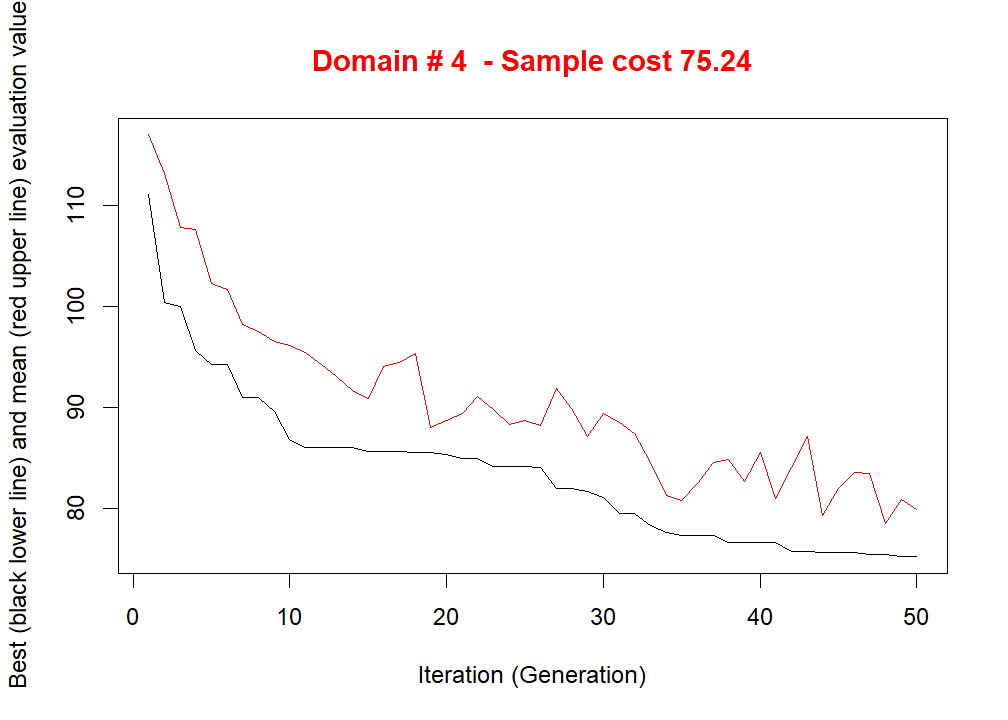 Domain # 4  - Sample cost 75.24
Best (black lower line) and mean (red upper line) evaluation value
110
100
90
80
0 10 20 30 40 50
Iteration (Generation)